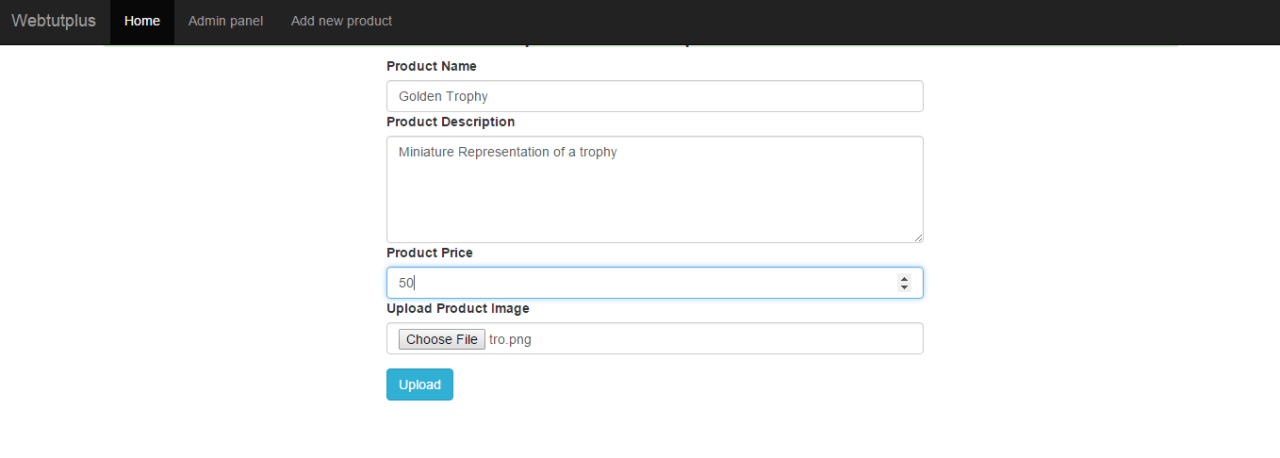 Webtutplus Home Admin panel Add new product
Product Name
Golden Trophy
Product Description
Miniature Representation of a trophy
Product Price
50
Upload Product Image
Choose File tro.png
Upload